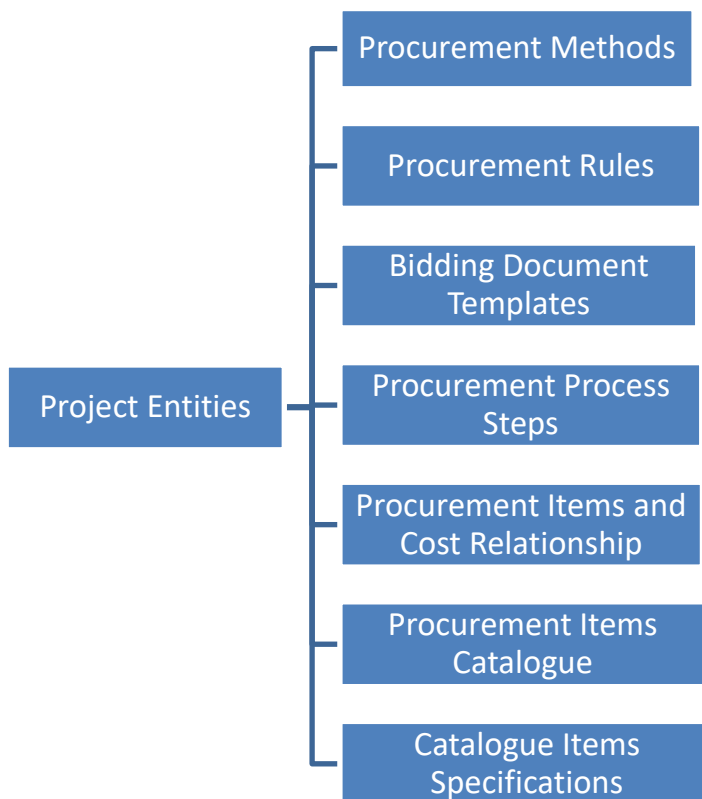 Procurement Methods
Procurement Rules
Bidding Document
Templates
Project Entities
Procurement Process
Steps
Procurement Items and
Cost Relationship
Procurement Items
Catalogue
Catalogue Items
Specifications